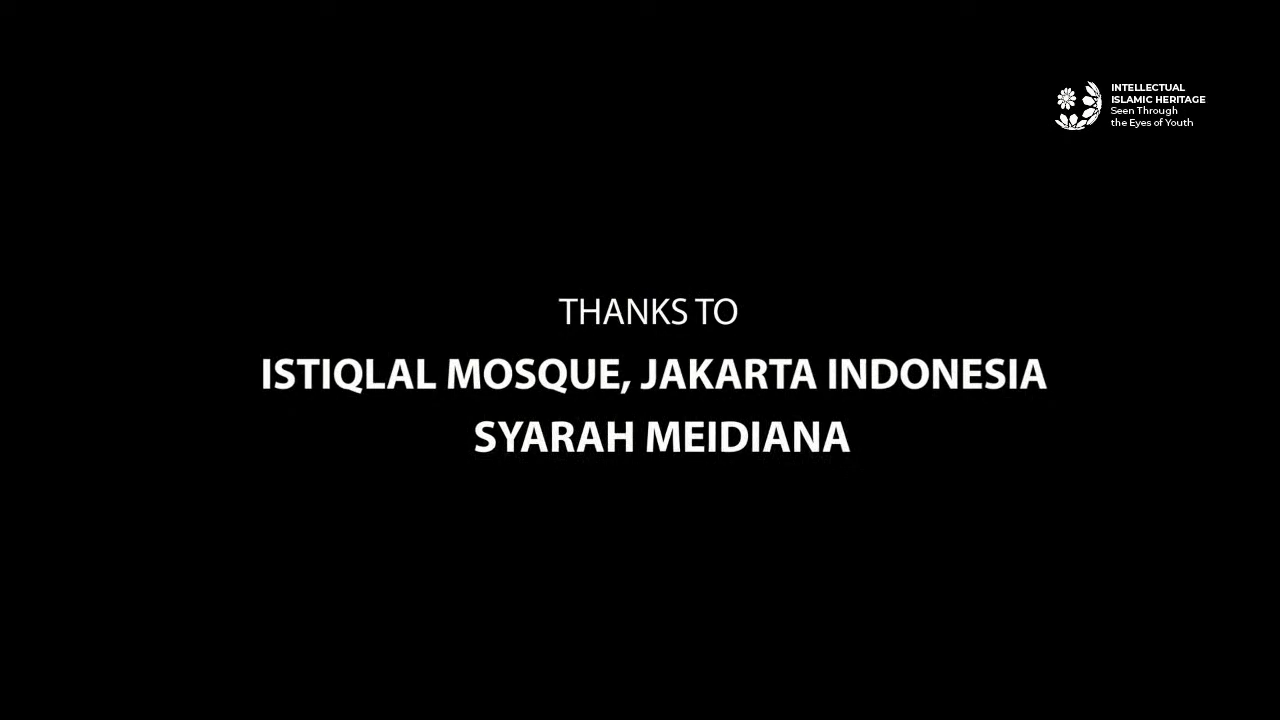 INTELLECTUAL
ISLAMIC HERITAGE
Seen Through
the Eyes of Youth
THANKS TO
ISTIQLAL MOSQUE, JAKARTA INDONESIA
SYARAH MEIDIANA